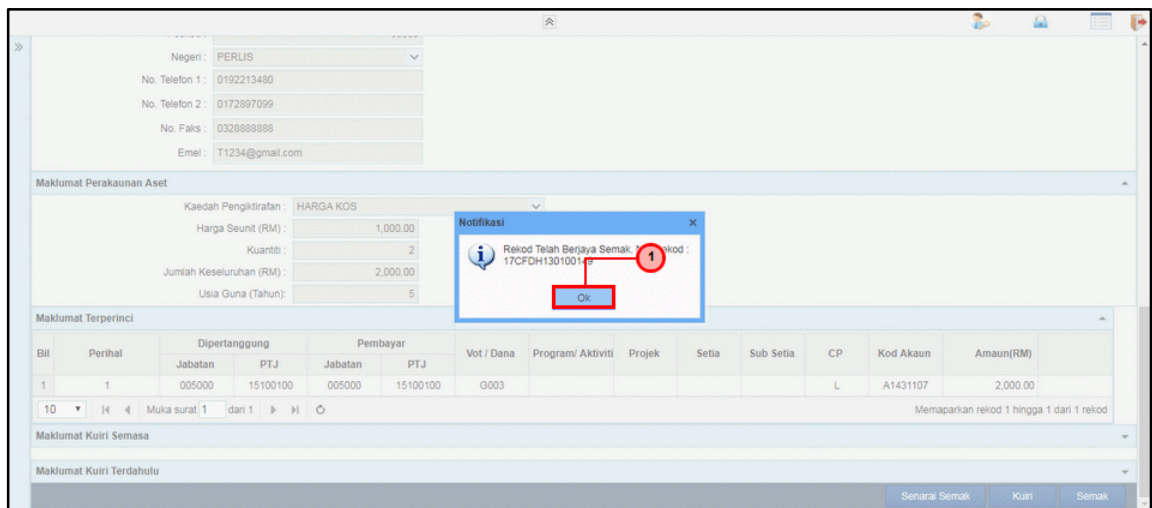 Negeri : PERLIS
No. Telefon 1 : 0192213480
No. Telefon 2 : 0172897099
No. Faks : 0328888888
Emel : T1234@gmail.com
Maklumat Perakaunan Aset
Kaedah Pengiktirafan : HARGA KOS
Harga Seunit (RM) : 1,000.00
Kuantiti : 2
Jumlah Keseluruhan (RM) : 2,000.00
Usia Guna (Tahun): 5
Notifikasi
Rekod Telah Berjaya Semak. :
17CFDH130100149
1
Ok
Maklumat Terperinci
Bil Perihal Dipertanggung Pembayar Vot / Dana Program/ Aktiviti Projek Setia Sub Setia CP Kod Akaun Amaun(RM)
Jabatan PTJ Jabatan PTJ
1 1 005000 15100100 005000 15100100 G003 L A1431107 2,000.00
10 Muka surat 1 dari 1 Memaparkan rekod 1 hingga 1 dari 1 rekod
Maklumat Kuiri Semasa
Maklumat Kuiri Terdahulu
Senarai Semak Kuiri Semak